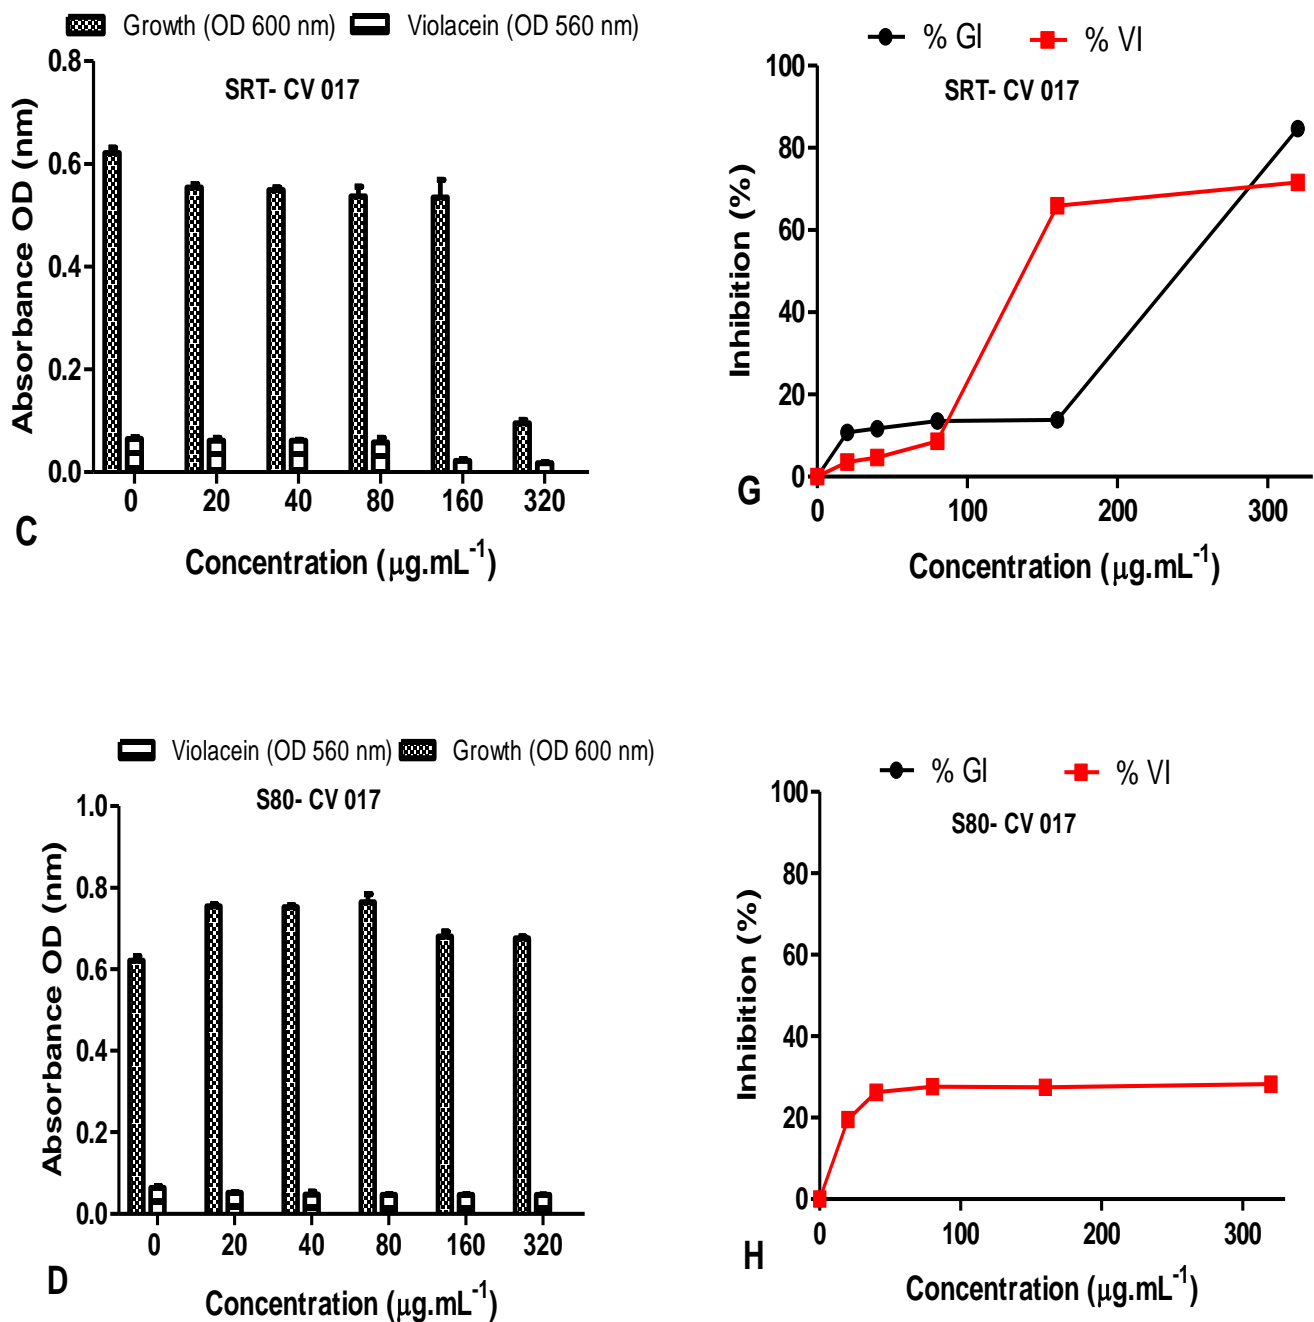 Growth (OD 600 nm) Violacein (OD 560 nm)
SRT- CV 017
Absorbance OD (nm)
0.8
0.6
0.4
0.2
0.0
0 20 40 80 160 320
C
Concentration (μg.mL-1)
% GI % VI
SRT- CV 017
Inhibition (%)
100
80
60
40
20
0
0 100 200 300
G
Concentration (μg.mL-1)
Violacein (OD 560 nm) Growth (OD 600 nm)
S80- CV 017
Absorbance OD (nm)
1.0
0.8
0.6
0.4
0.2
0.0
0 20 40 80 160 320
D
Concentration (μg.mL-1)
% GI % VI
S80- CV 017
Inhibition (%)
100
80
60
40
20
0
0 100 200 300
H
Concentration (μg.mL-1)